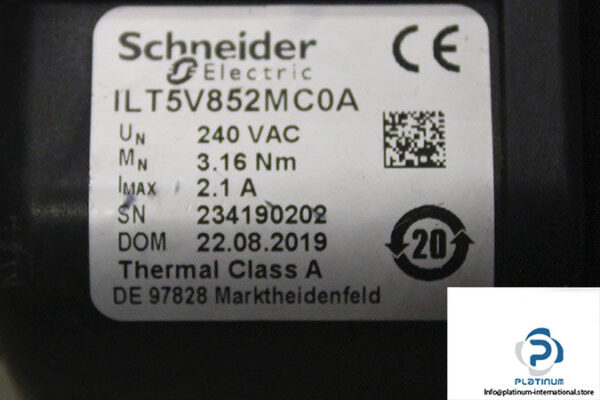 Schneider
Electric
CE
ILT5V852MC0A
UN 240 VAC
MN 3.16 Nm
IMAX 2.1 A
SN 234190202
DOM 22.08.2019
20
Thermal Class A
DE 97828 Marktheidenfeld
PLATINUM
Info@platinum-international.store